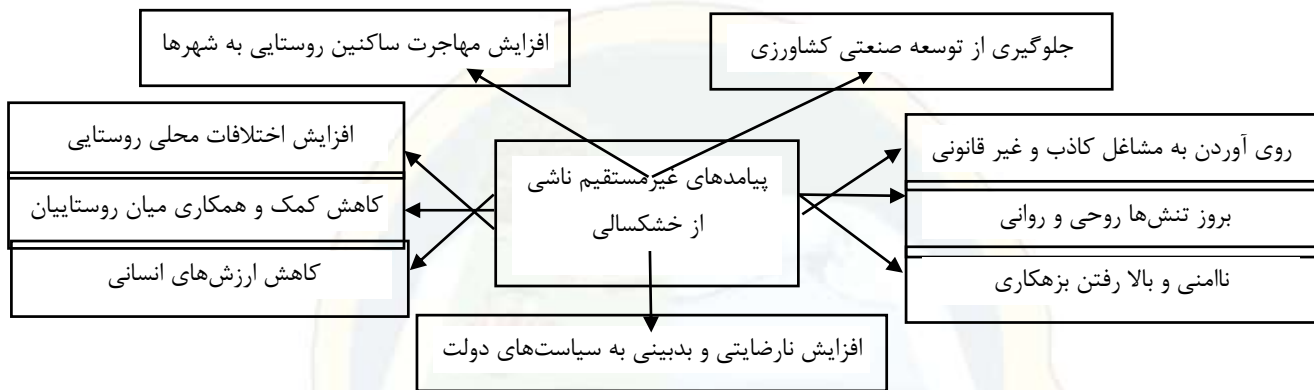 جلوگیری از توسعه صنعتی کشاورزی
افزایش مهاجرت ساکنین روستایی به شهرها
روی آوردن به مشاغل کاذب و غیر قانونی
بروز تنش‌ها روحی و روانی
ناامنی و بالا رفتن بزهکاری
پیامدهای غیرمستقیم ناشی
از خشکسالی
افزایش اختلافات محلی روستایی
کاهش کمک و همکاری میان روستاییان
کاهش ارزش‌های انسانی
افزایش نارضایتی و بدبینی به سیاست‌های دولت